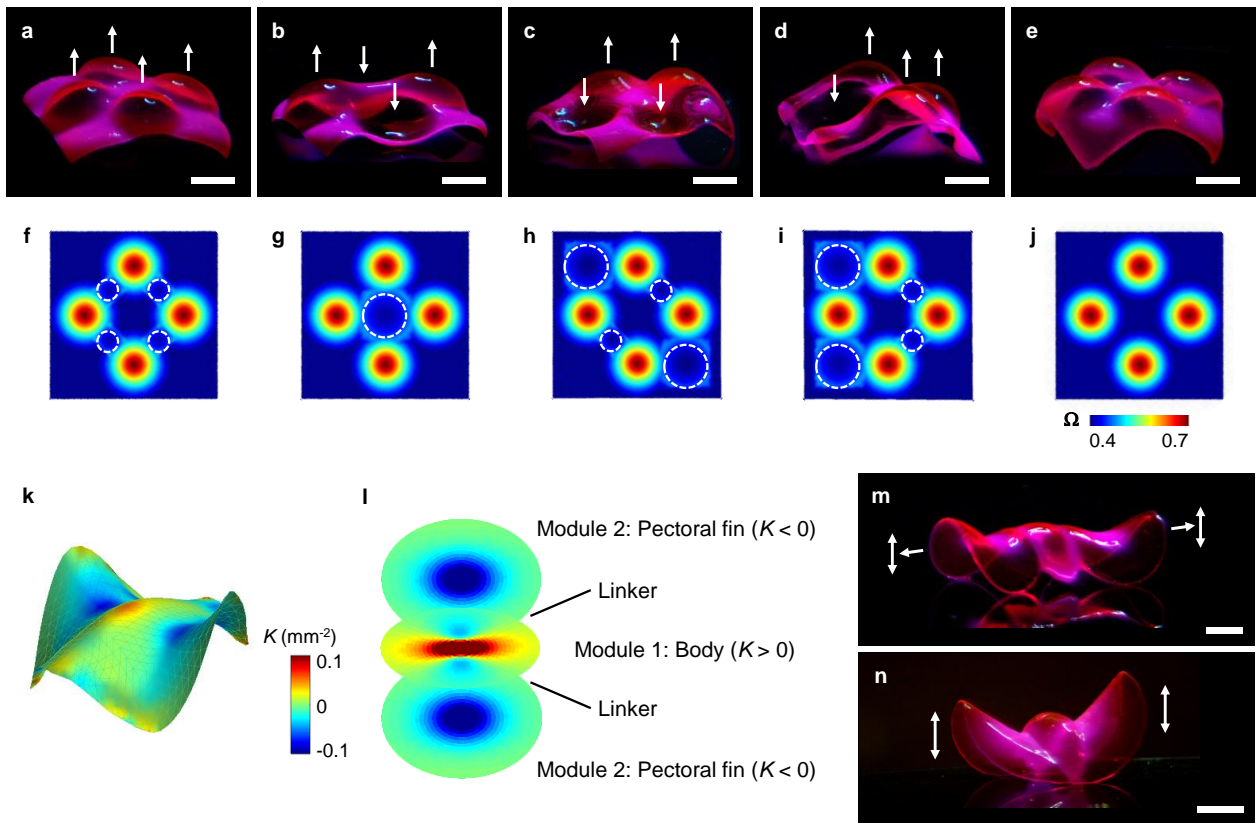 a
b
c
d
e
f
g
h
i
j
Ω
0.4 0.7
k
l
m
Module 2: Pectoral fin (K < 0)
Linker
K (mm-2)
0.1
0
-0.1
Module 1: Body (K > 0)
n
Linker
Module 2: Pectoral fin (K < 0)